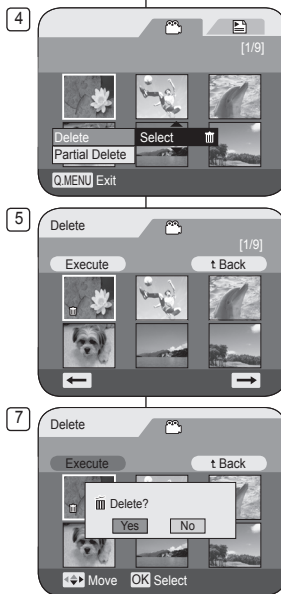 4
[1/9]
Delete Select
Partial Delete
Q.MENU Exit
5
Delete
[1/9]
Execute Back
7
Delete
Execute Back
Delete?
Yes No
Move OK Select